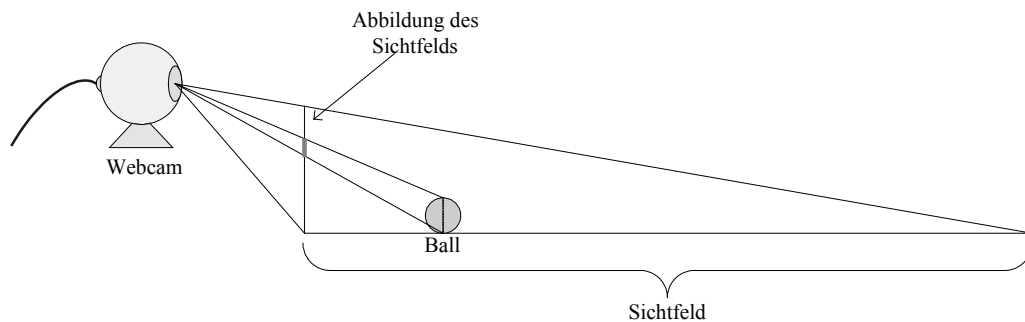 Abbildung des
Sichtfelds
Webcam
Ball
Sichtfeld